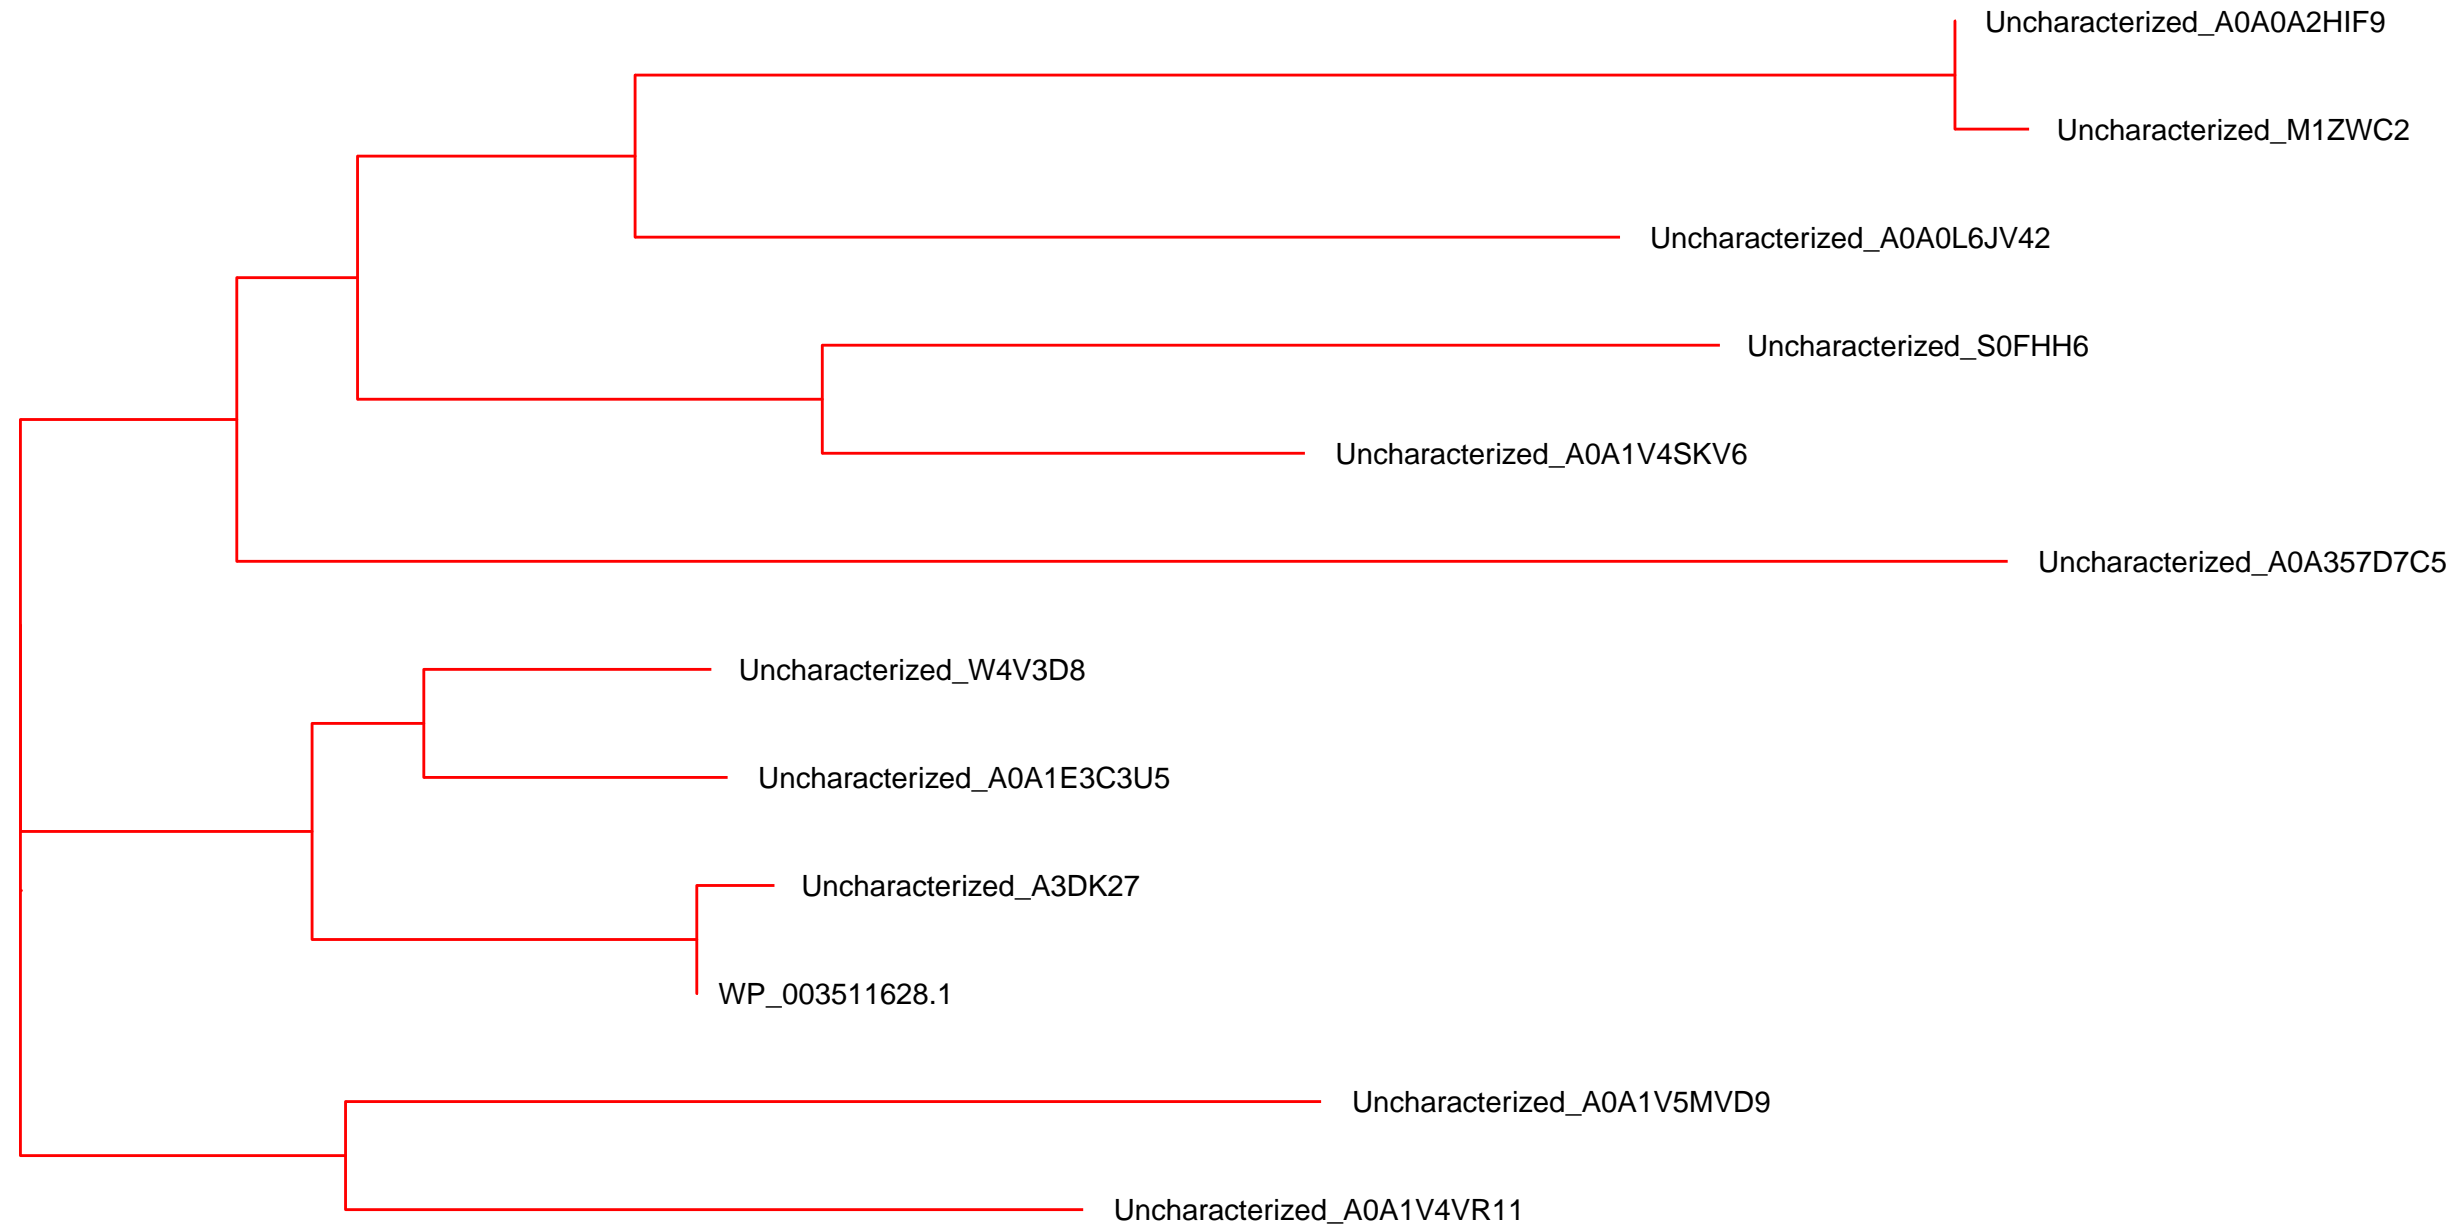 Uncharacterized_A0A0A2HIF9
Uncharacterized_M1ZWC2
Uncharacterized_A0A0L6JV42
Uncharacterized_S0FHH6
Uncharacterized_A0A1V4SKV6
Uncharacterized_A0A357D7C5
Uncharacterized_W4V3D8
Uncharacterized_A0A1E3C3U5
Uncharacterized_A3DK27
WP_003511628.1
Uncharacterized_A0A1V5MVD9
Uncharacterized_A0A1V4VR11